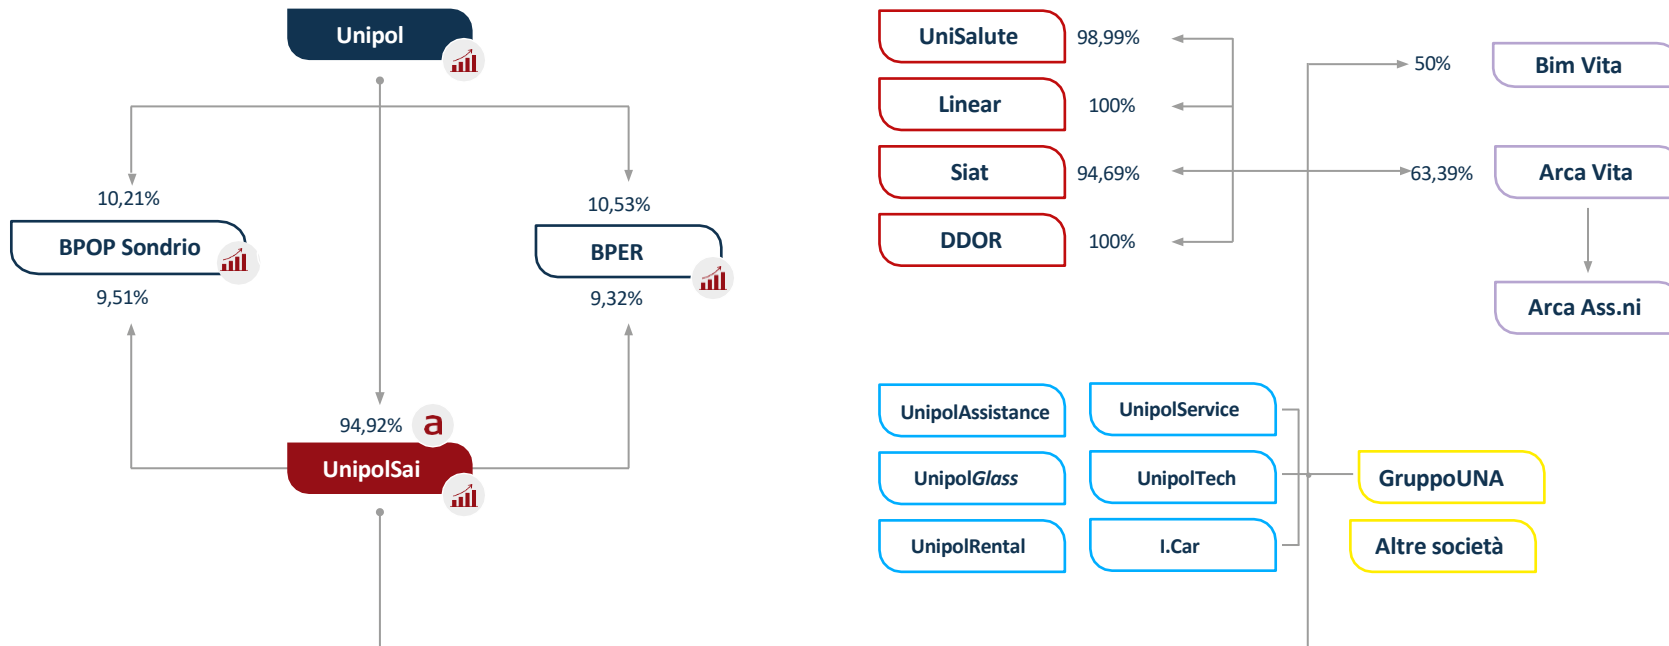 Unipol
10,21%
10,53%
BPOP Sondrio
BPER
9,51%
9,32%
94,92%
a
UnipolSai
UniSalute
98,99%
Linear
100%
Siat
94,69%
DDOR
100%
50%
Bim Vita
63,39%
Arca Vita
Arca Ass.ni
UnipolAssistance
UnipolService
UnipolGlass
UnipolTech
GruppoUNA
UnipolRental
I.Car
Altre società